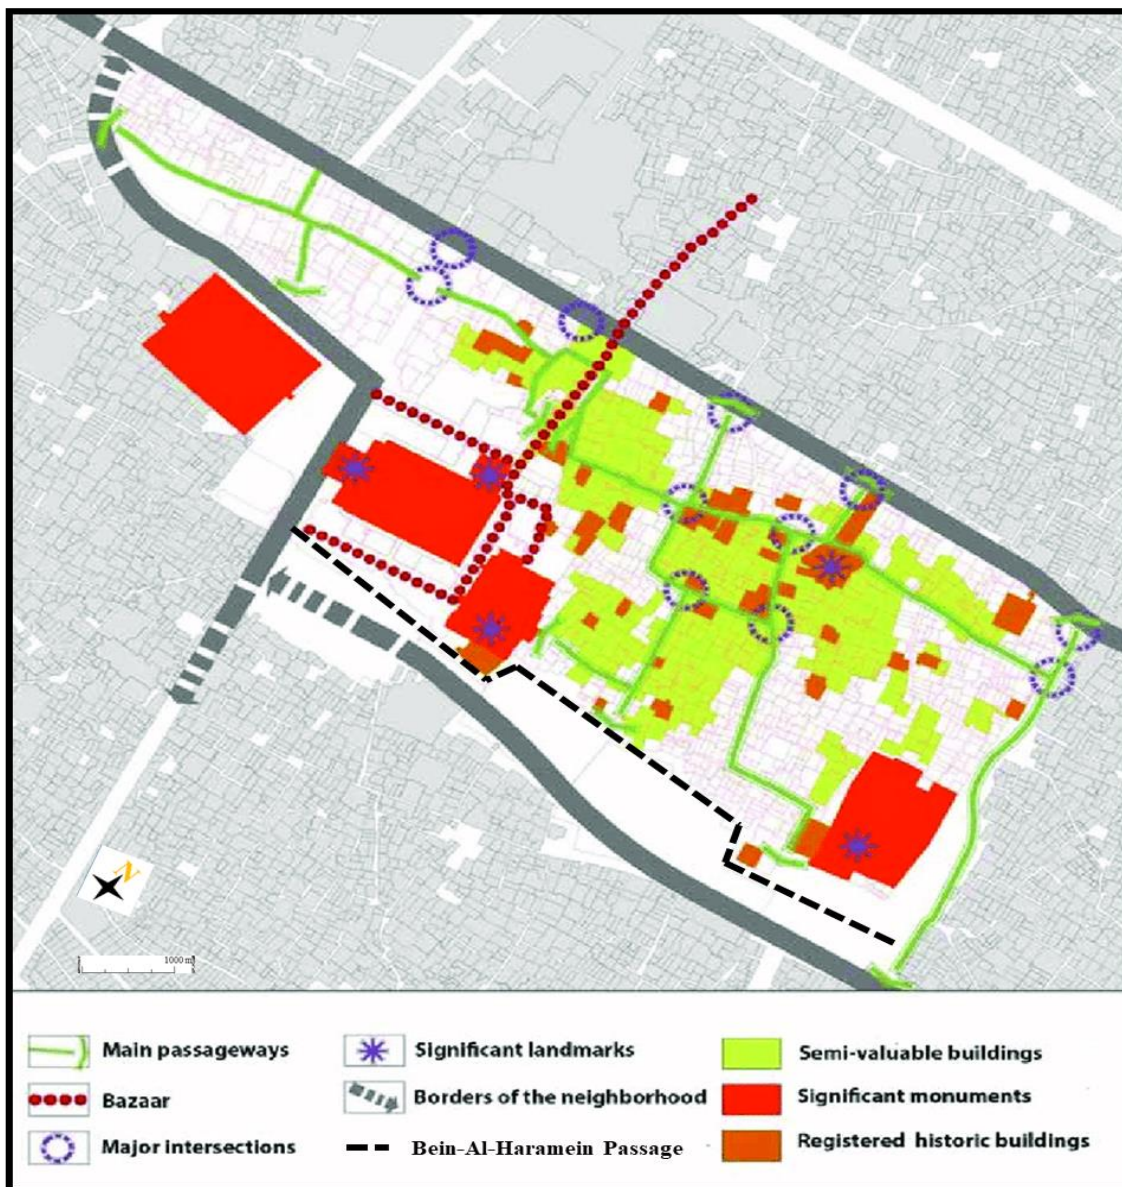 N
1000 m
Main passageways
Significant landmarks
Semi-valuable buildings
Bazaar
Borders of the neighborhood
Significant monuments
Major intersections
Bein-Al-Haramein Passage
Registered historic buildings